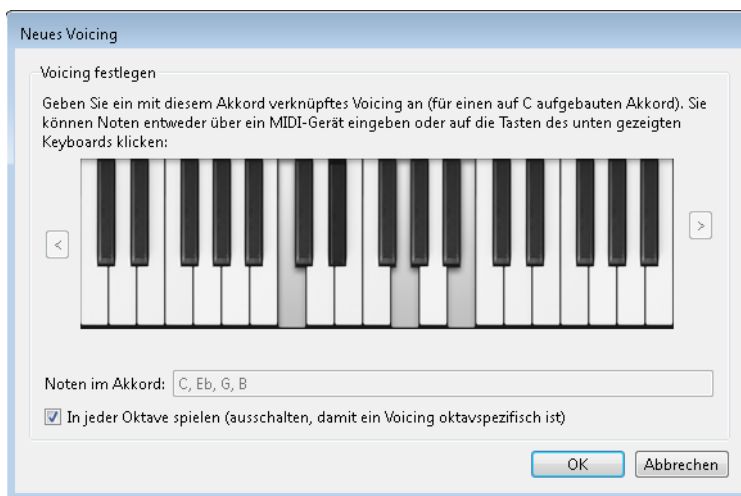 Neues Voicing
Voicing festlegen
Geben Sie ein mit diesem Akkord verknüpftes Voicing an (für einen auf C aufgebauten Akkord). Sie
können Noten entweder über ein MIDI-Gerät eingeben oder auf die Tasten des unten gezeigten
Keyboards klicken:
<
>
Noten im Akkord: C, Eb, G, B
In jeder Oktave spielen (ausschalten, damit ein Voicing oktavspezifisch ist)
OK Abbrechen